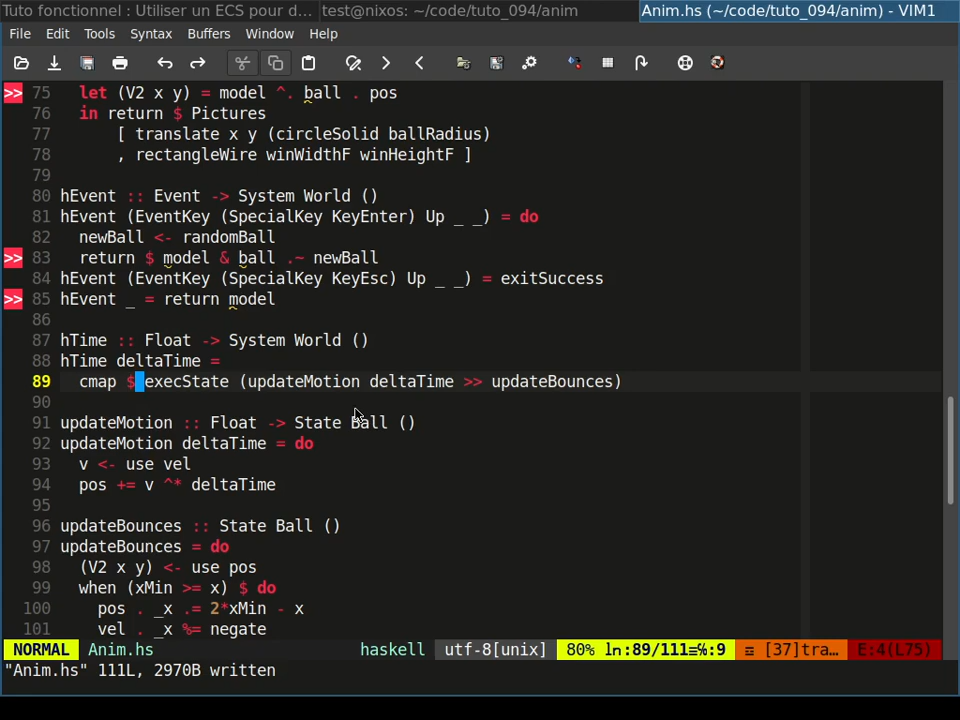 Tuto fonctionnel : Utiliser un ECS pour d... test@nixos: ~/code/tuto_094/anim Anim.hs (~/code/tuto_094/anim) - VIM1
File Edit Tools Syntax Buffers Window Help
>> 75   let (V2 x y) = model ^. ball . pos
76   in return $ Pictures
77       [ translate x y (circleSolid ballRadius)
78       , rectangleWire winWidthF winHeightF ]
79
80 hEvent :: Event -> System World ()
81 hEvent (EventKey (SpecialKey KeyEnter) Up _ _) = do
82   newBall <- randomBall
>> 83   return $ model & ball .~ newBall
84 hEvent (EventKey (SpecialKey KeyEsc) Up _ _) = exitSuccess
>> 85 hEvent _ = return model
86
87 hTime :: Float -> System World ()
88 hTime deltaTime =
89   cmap $ execState (updateMotion deltaTime >> updateBounces)
90
91 updateMotion :: Float -> State Ball ()
92 updateMotion deltaTime = do
93   v <- use vel
94   pos += v ^* deltaTime
95
96 updateBounces :: State Ball ()
97 updateBounces = do
98   (V2 x y) <- use pos
99   when (xMin >= x) $ do
100     pos . _x .= 2*xMin - x
101     vel . _x %= negate
NORMAL Anim.hs haskell utf-8[unix] 80% ln:89/111≡℅:9 ☲ [37]tra… E:4(L75)
"Anim.hs" 111L, 2970B written